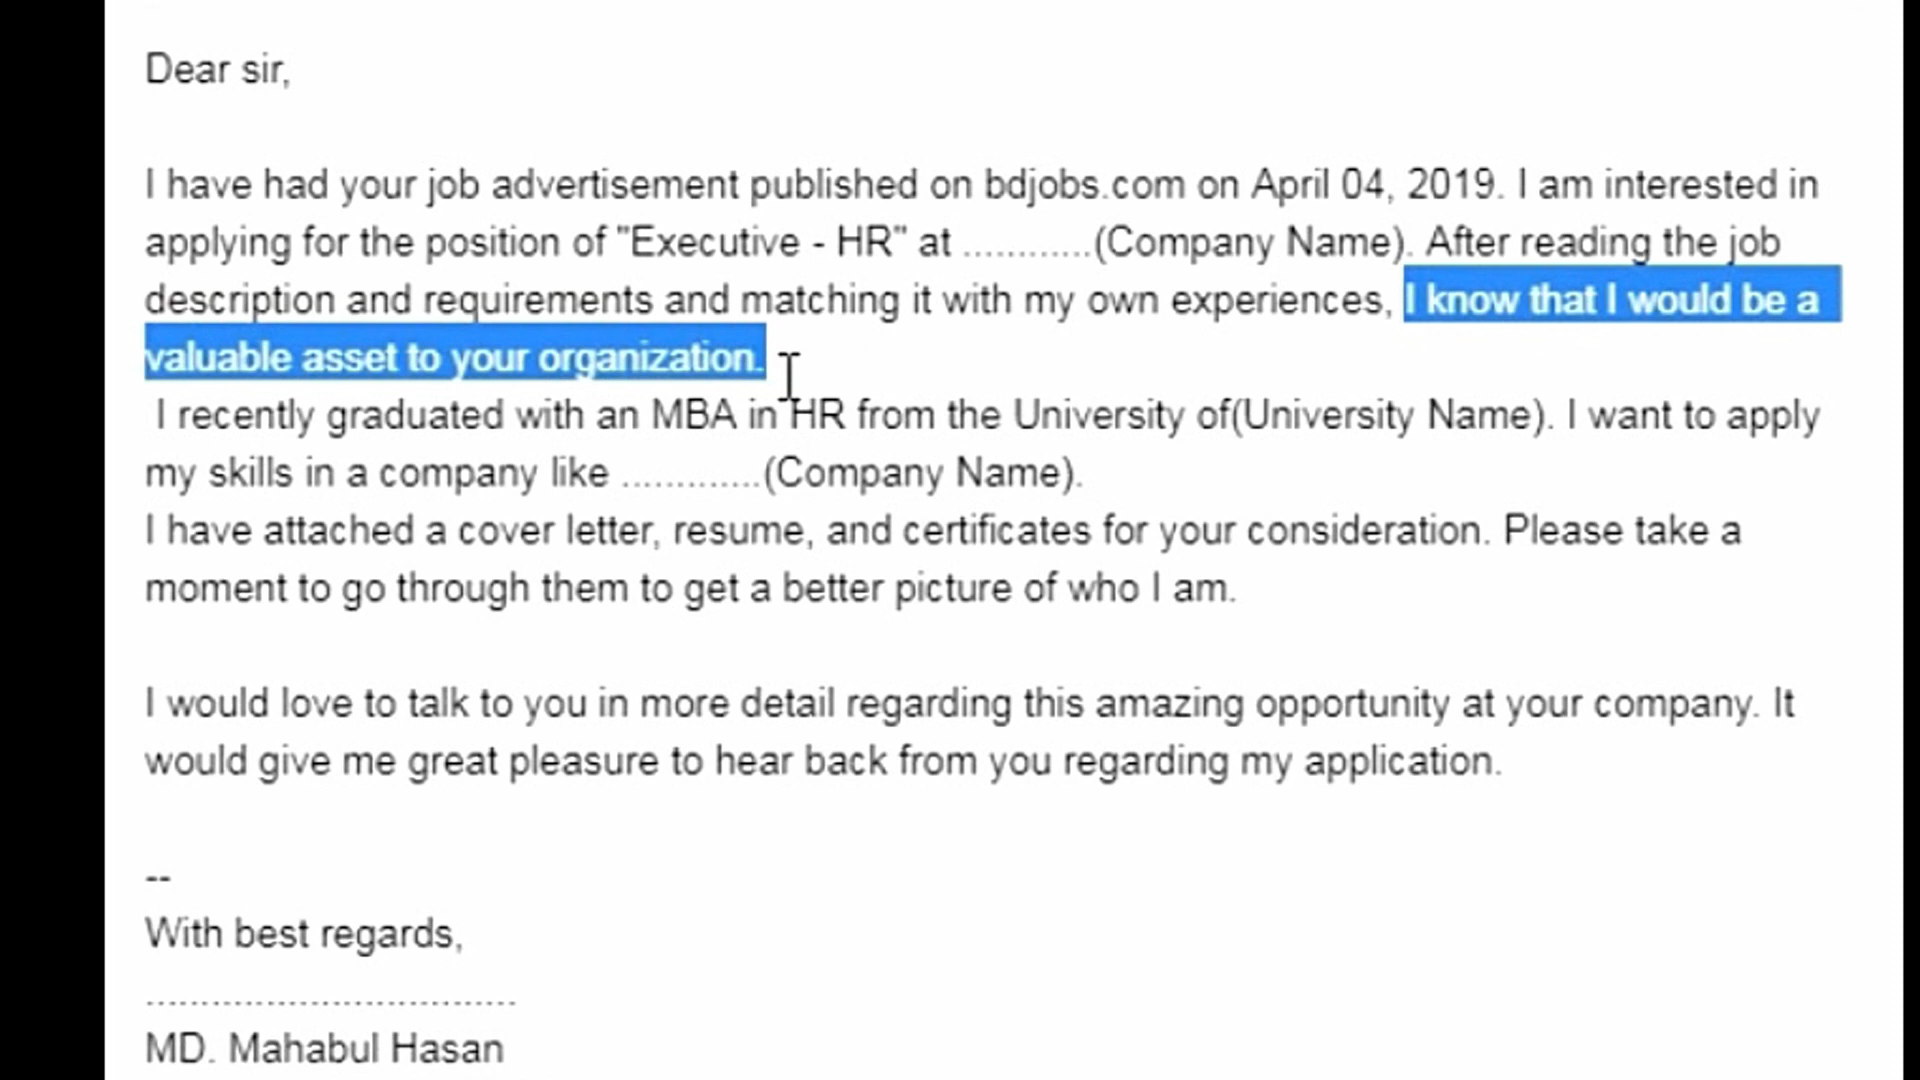 Dear sir,
I have had your job advertisement published on bdjobs.com on April 04, 2019. I am interested in
applying for the position of "Executive - HR" at ............(Company Name). After reading the job
description and requirements and matching it with my own experiences, I know that I would be a
valuable asset to your organization.
I recently graduated with an MBA in HR from the University of(University Name). I want to apply
my skills in a company like .............(Company Name).
I have attached a cover letter, resume, and certificates for your consideration. Please take a
moment to go through them to get a better picture of who I am.
I would love to talk to you in more detail regarding this amazing opportunity at your company. It
would give me great pleasure to hear back from you regarding my application.
--
With best regards,
..................................
MD. Mahabul Hasan